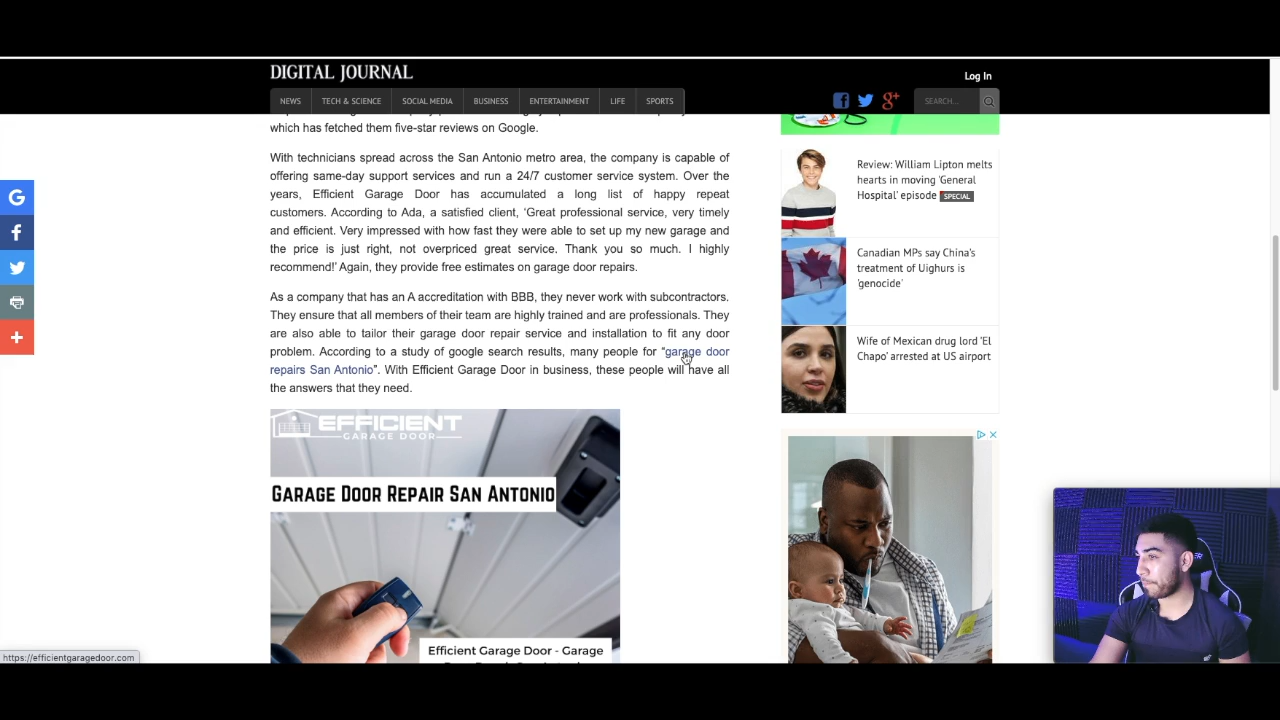 DIGITAL JOURNAL
Log In
NEWS
TECH & SCIENCE
SOCIAL MEDIA
BUSINESS
ENTERTAINMENT
LIFE
SPORTS
SEARCH...
which has fetched them five-star reviews on Google.
With technicians spread across the San Antonio metro area, the company is capable of
offering same-day support services and run a 24/7 customer service system. Over the
years, Efficient Garage Door has accumulated a long list of happy repeat
customers. According to Ada, a satisfied client, ‘Great professional service, very timely
and efficient. Very impressed with how fast they were able to set up my new garage and
the price is just right, not overpriced great service. Thank you so much. I highly
recommend!’ Again, they provide free estimates on garage door repairs.
As a company that has an A accreditation with BBB, they never work with subcontractors.
They ensure that all members of their team are highly trained and are professionals. They
are also able to tailor their garage door repair service and installation to fit any door
problem. According to a study of google search results, many people for “garage door
repairs San Antonio”. With Efficient Garage Door in business, these people will have all
the answers that they need.
EFFICIENT
GARAGE DOOR
GARAGE DOOR REPAIR SAN ANTONIO
Efficient Garage Door - Garage
Review: William Lipton melts
hearts in moving 'General
Hospital' episode SPECIAL
Canadian MPs say China's
treatment of Uighurs is
'genocide'
Wife of Mexican drug lord 'El
Chapo' arrested at US airport
https://efficientgaragedoor.com